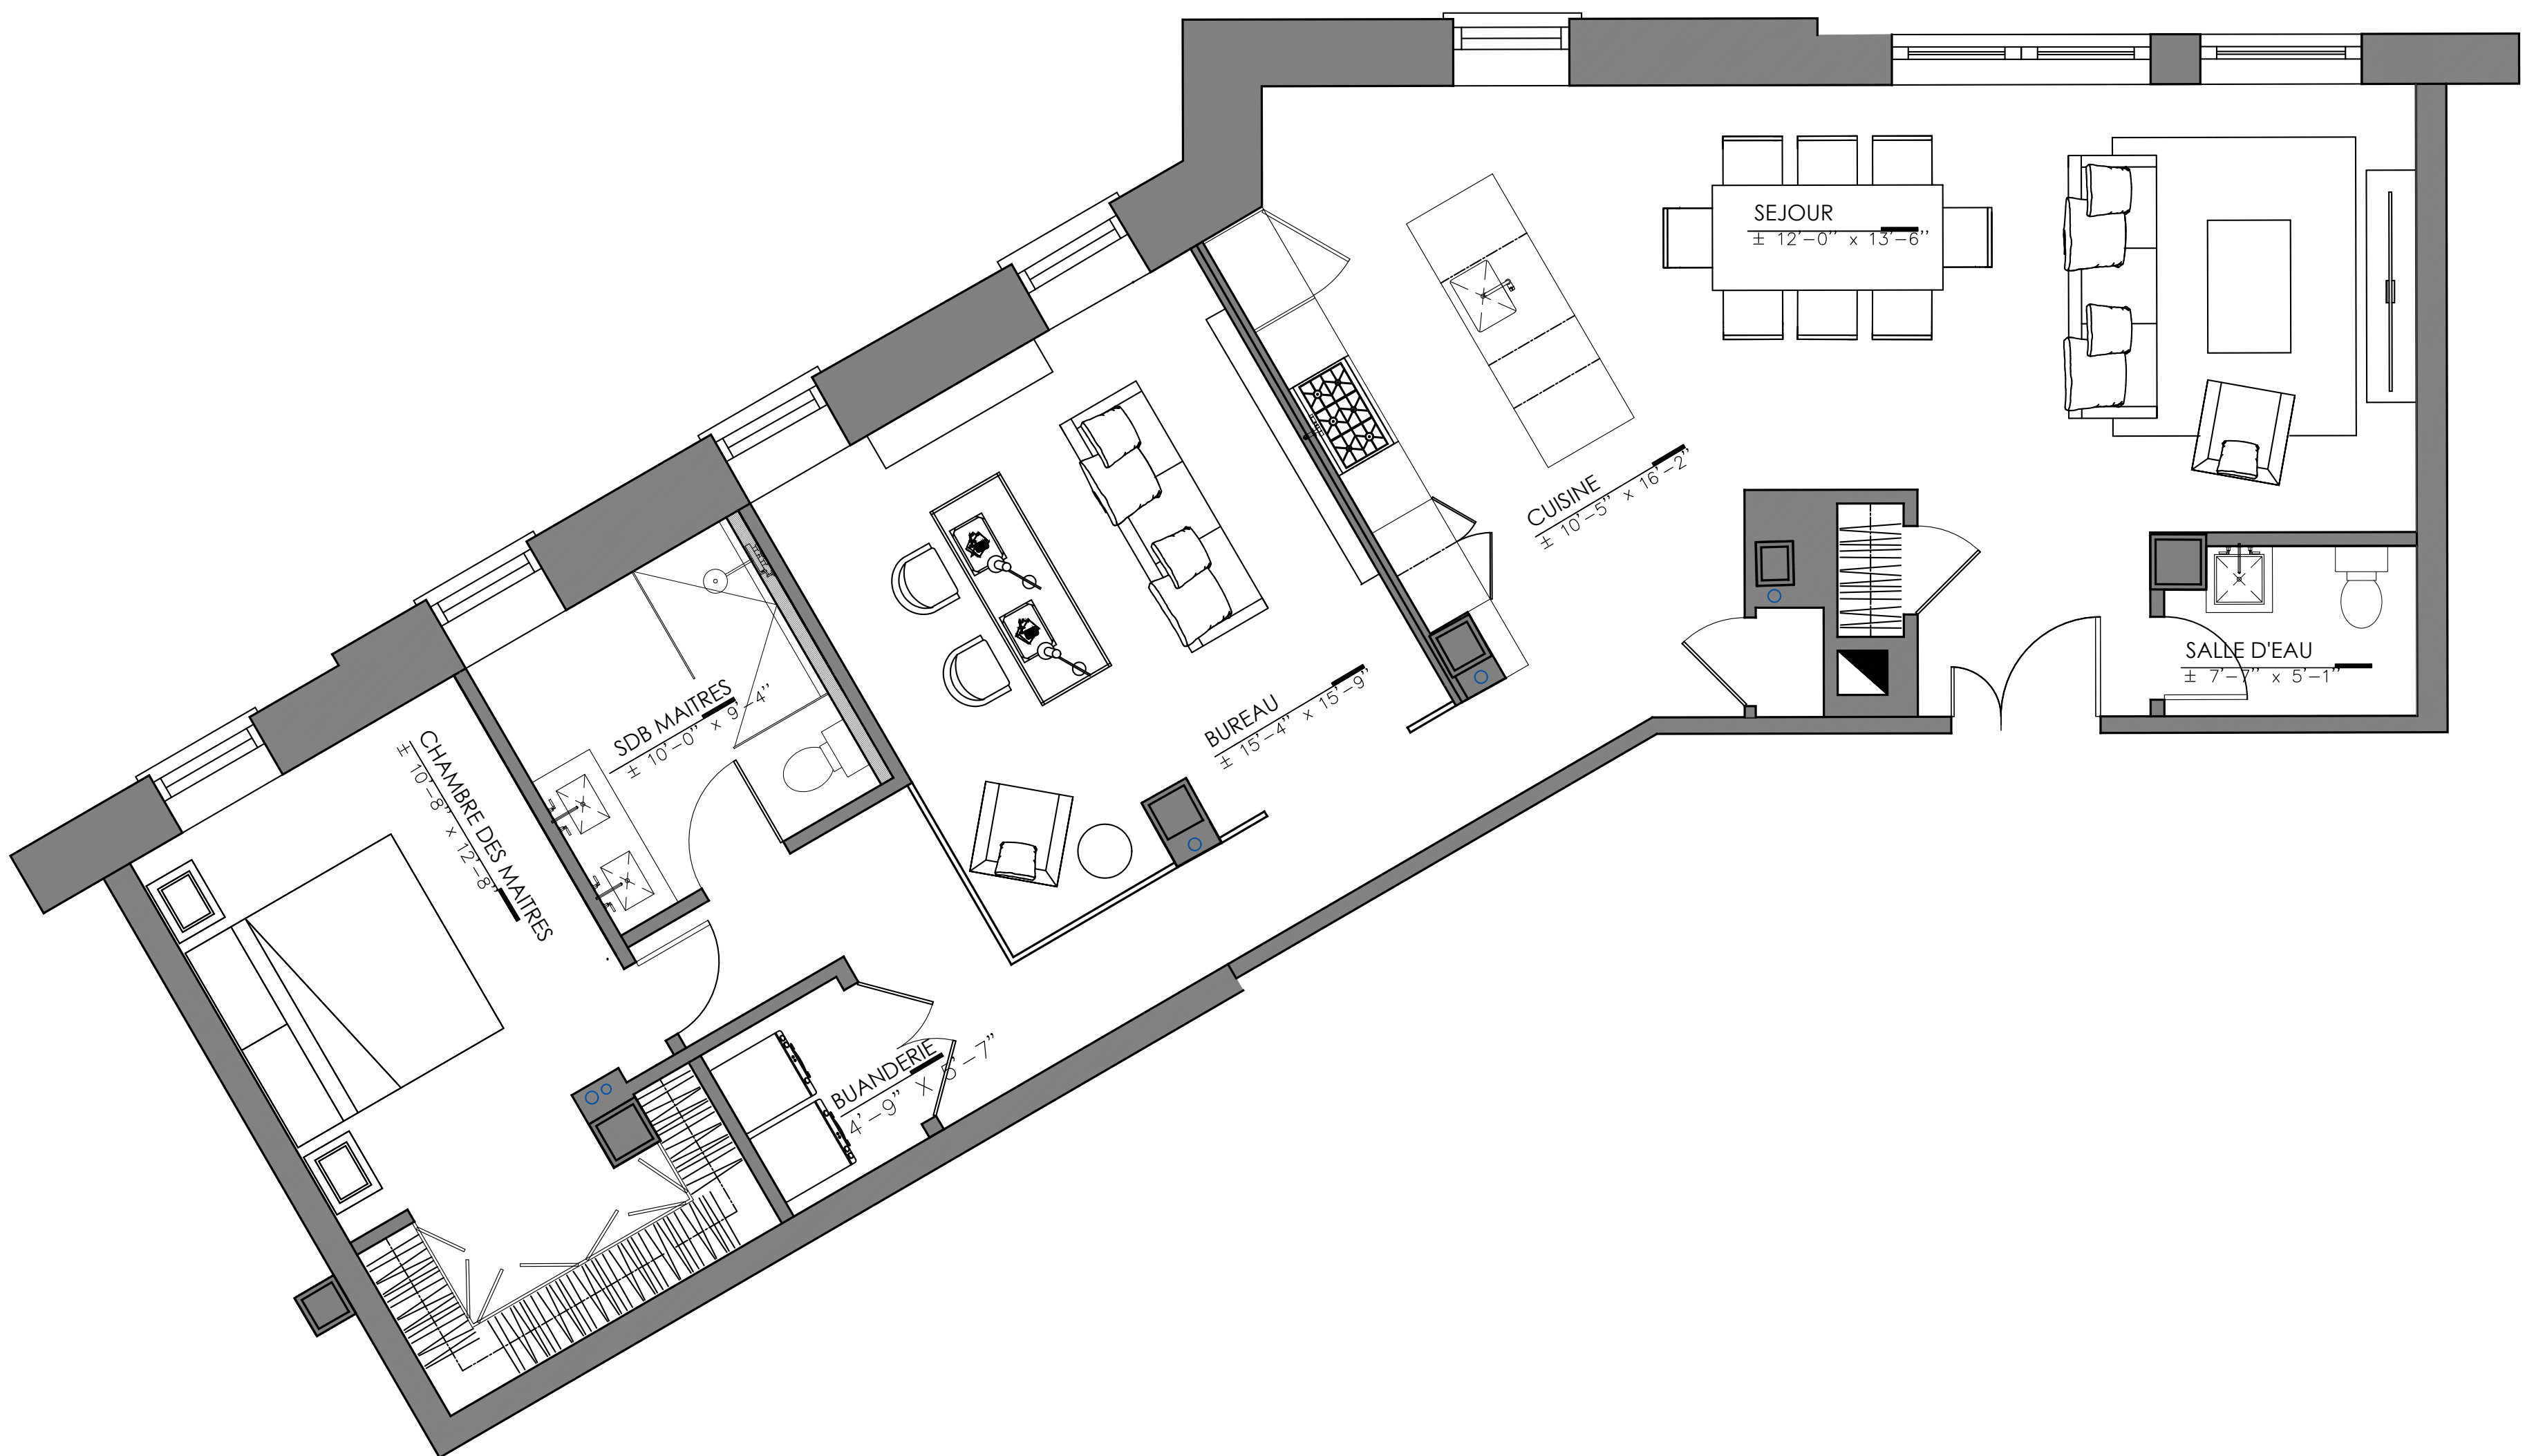 SEJOUR
± 12'-0" x 13'-6"
CUISINE
± 10'-5" x 16'-2"
SALLE D'EAU
± 7'-7" x 5'-1"
BUREAU
± 15'-4" x 15'-9"
SDB MAITRES
± 10'-0" x 9'-4"
CHAMBRE DES MAITRES
± 10'-8" x 12'-8"
BUANDERIE
4'-9" X 5'-7"